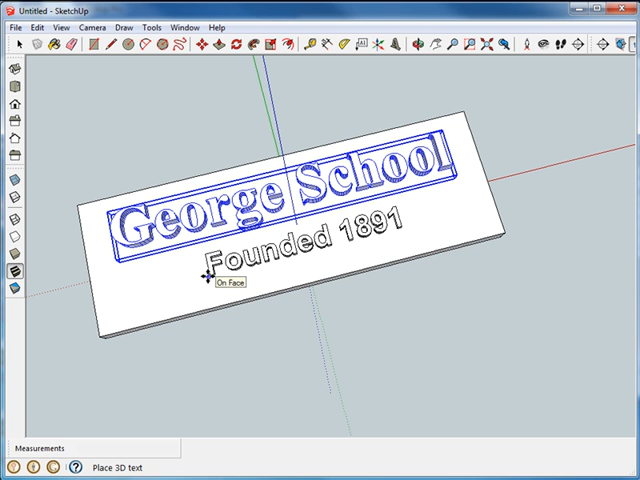 Untitled - SketchUp
File Edit View Camera Draw Tools Window Help
George School
Founded 1891
On Face
Measurements
Place 3D text